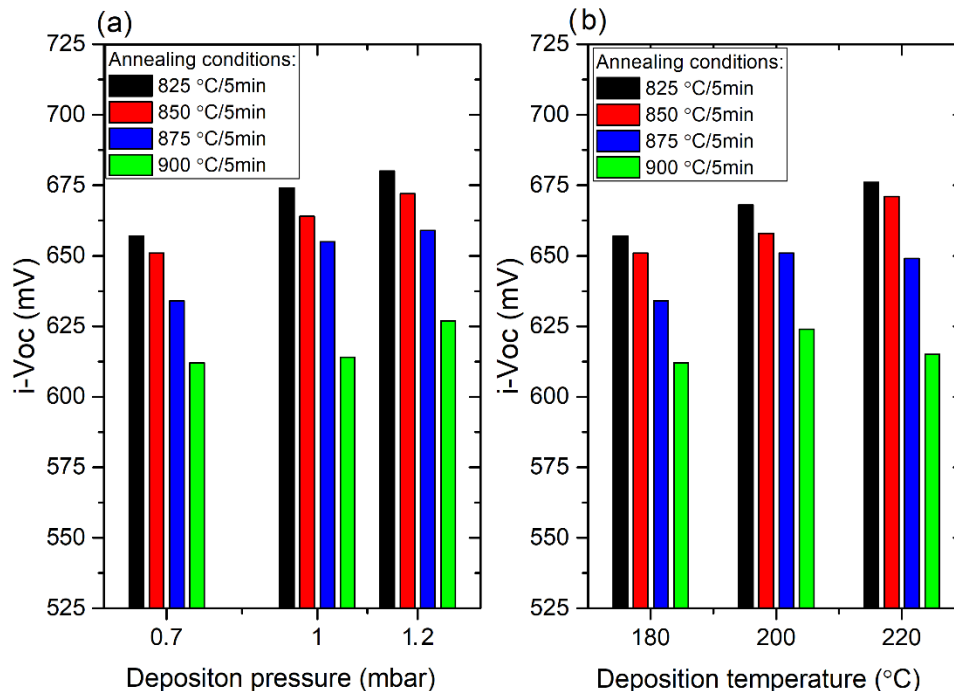 (a)
725
700
675
650
625
600
575
550
525
i-Voc (mV)
Annealing conditions:
825 °C/5min
850 °C/5min
875 °C/5min
900 °C/5min
0.7
1
1.2
Depositon pressure (mbar)
(b)
725
700
675
650
625
600
575
550
525
i-Voc (mV)
Annealing conditions:
825 °C/5min
850 °C/5min
875 °C/5min
900 °C/5min
180
200
220
Deposition temperature (°C)